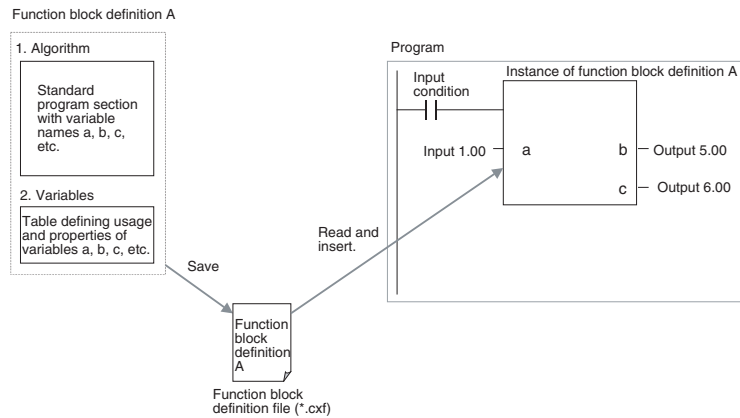 Function block definition A
1. Algorithm
Standard
program section
with variable
names a, b, c,
etc.
2. Variables
Table defining usage
and properties of
variables a, b, c, etc.
Save
Function
block
definition
A
Function block
definition file (*.cxf)
Read and
insert.
Program
Input
condition
Instance of function block definition A
Input 1.00
a
b
Output 5.00
c
Output 6.00